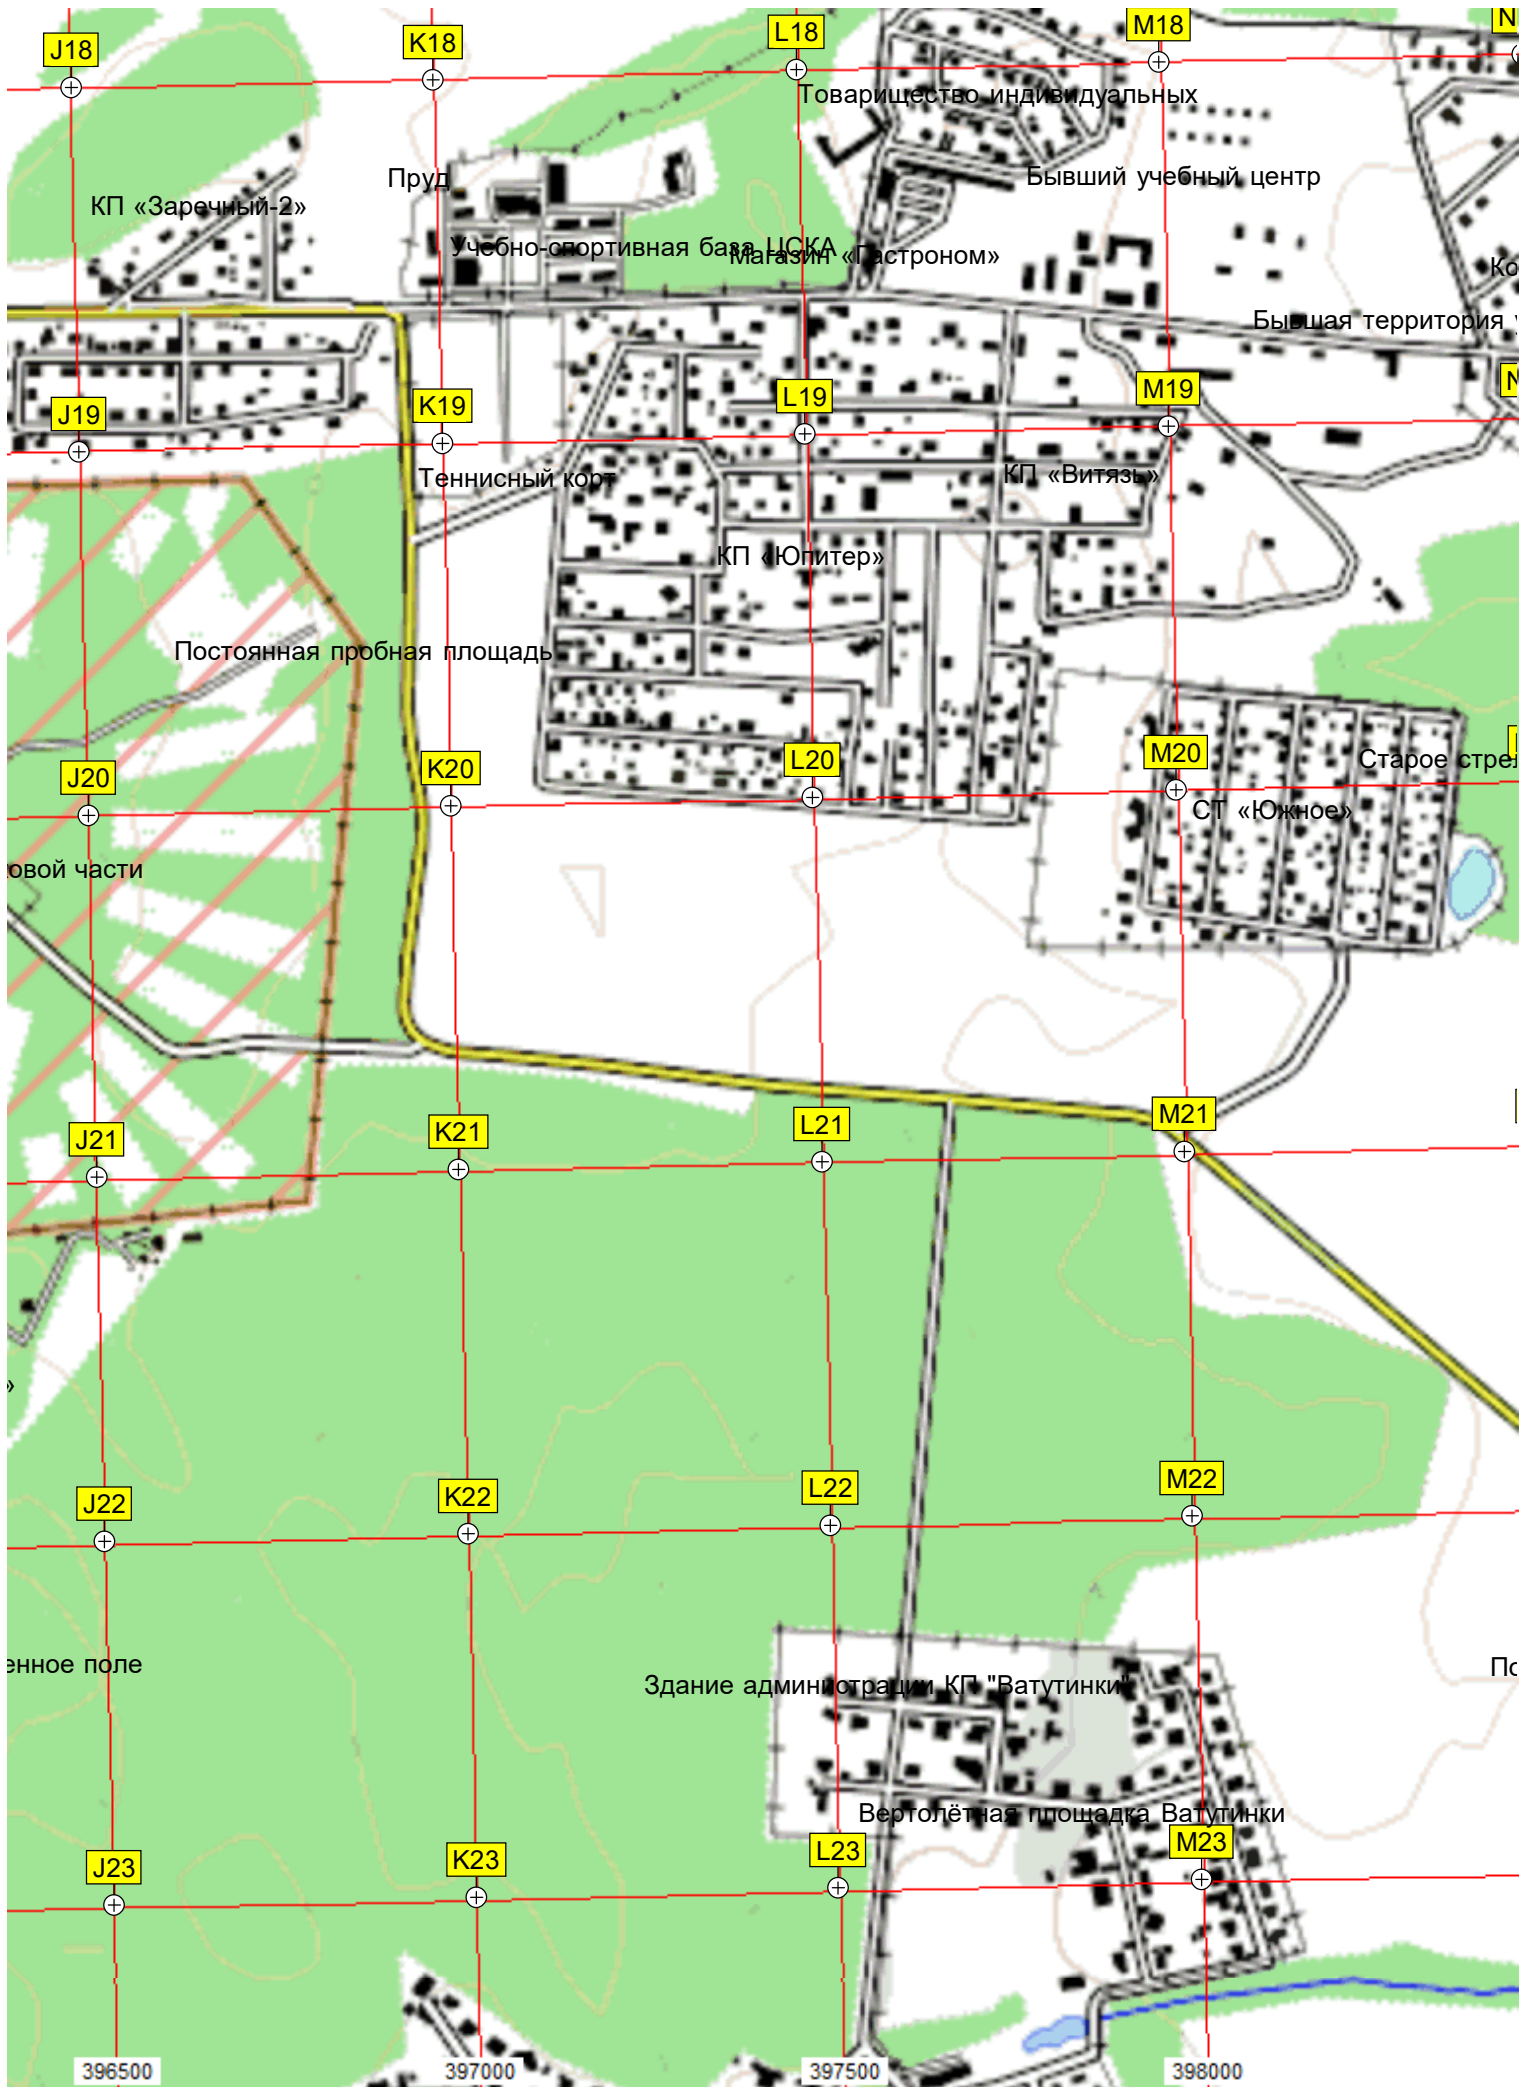 J18
K18
L18
M18
N
Товарищество индивидуальных
Пруд
Бывший учебный центр
КП «Заречный-2»
Учебно-спортивная база ЦСКА
Магазин «Гастроном»
Ко
Бывшая территория
J19
K19
L19
M19
N
Теннисный корт
КП «Витязь»
КП «Юпитер»
Постоянная пробная площадь
J20
K20
L20
M20
Старое стре
СТ «Южное»
овой части
J21
K21
L21
M21
»
J22
K22
L22
M22
енное поле
Здание администрации КП "Ватутинки"
По
Вертолётная площадка Ватутинки
J23
K23
L23
M23
396500
397000
397500
398000